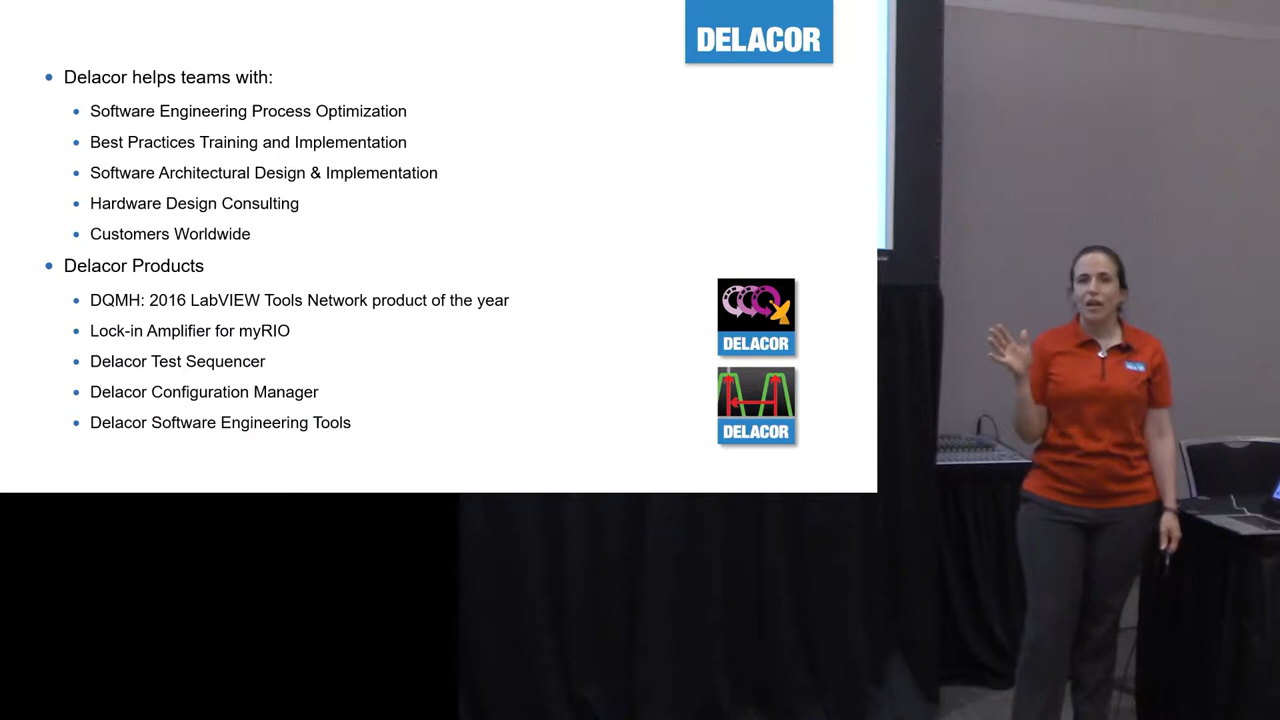 DELACOR
Delacor helps teams with:
Software Engineering Process Optimization
Best Practices Training and Implementation
Software Architectural Design & Implementation
Hardware Design Consulting
Customers Worldwide
Delacor Products
DQMH: 2016 LabVIEW Tools Network product of the year
Lock-in Amplifier for myRIO
Delacor Test Sequencer
Delacor Configuration Manager
Delacor Software Engineering Tools
DELACOR
DELACOR